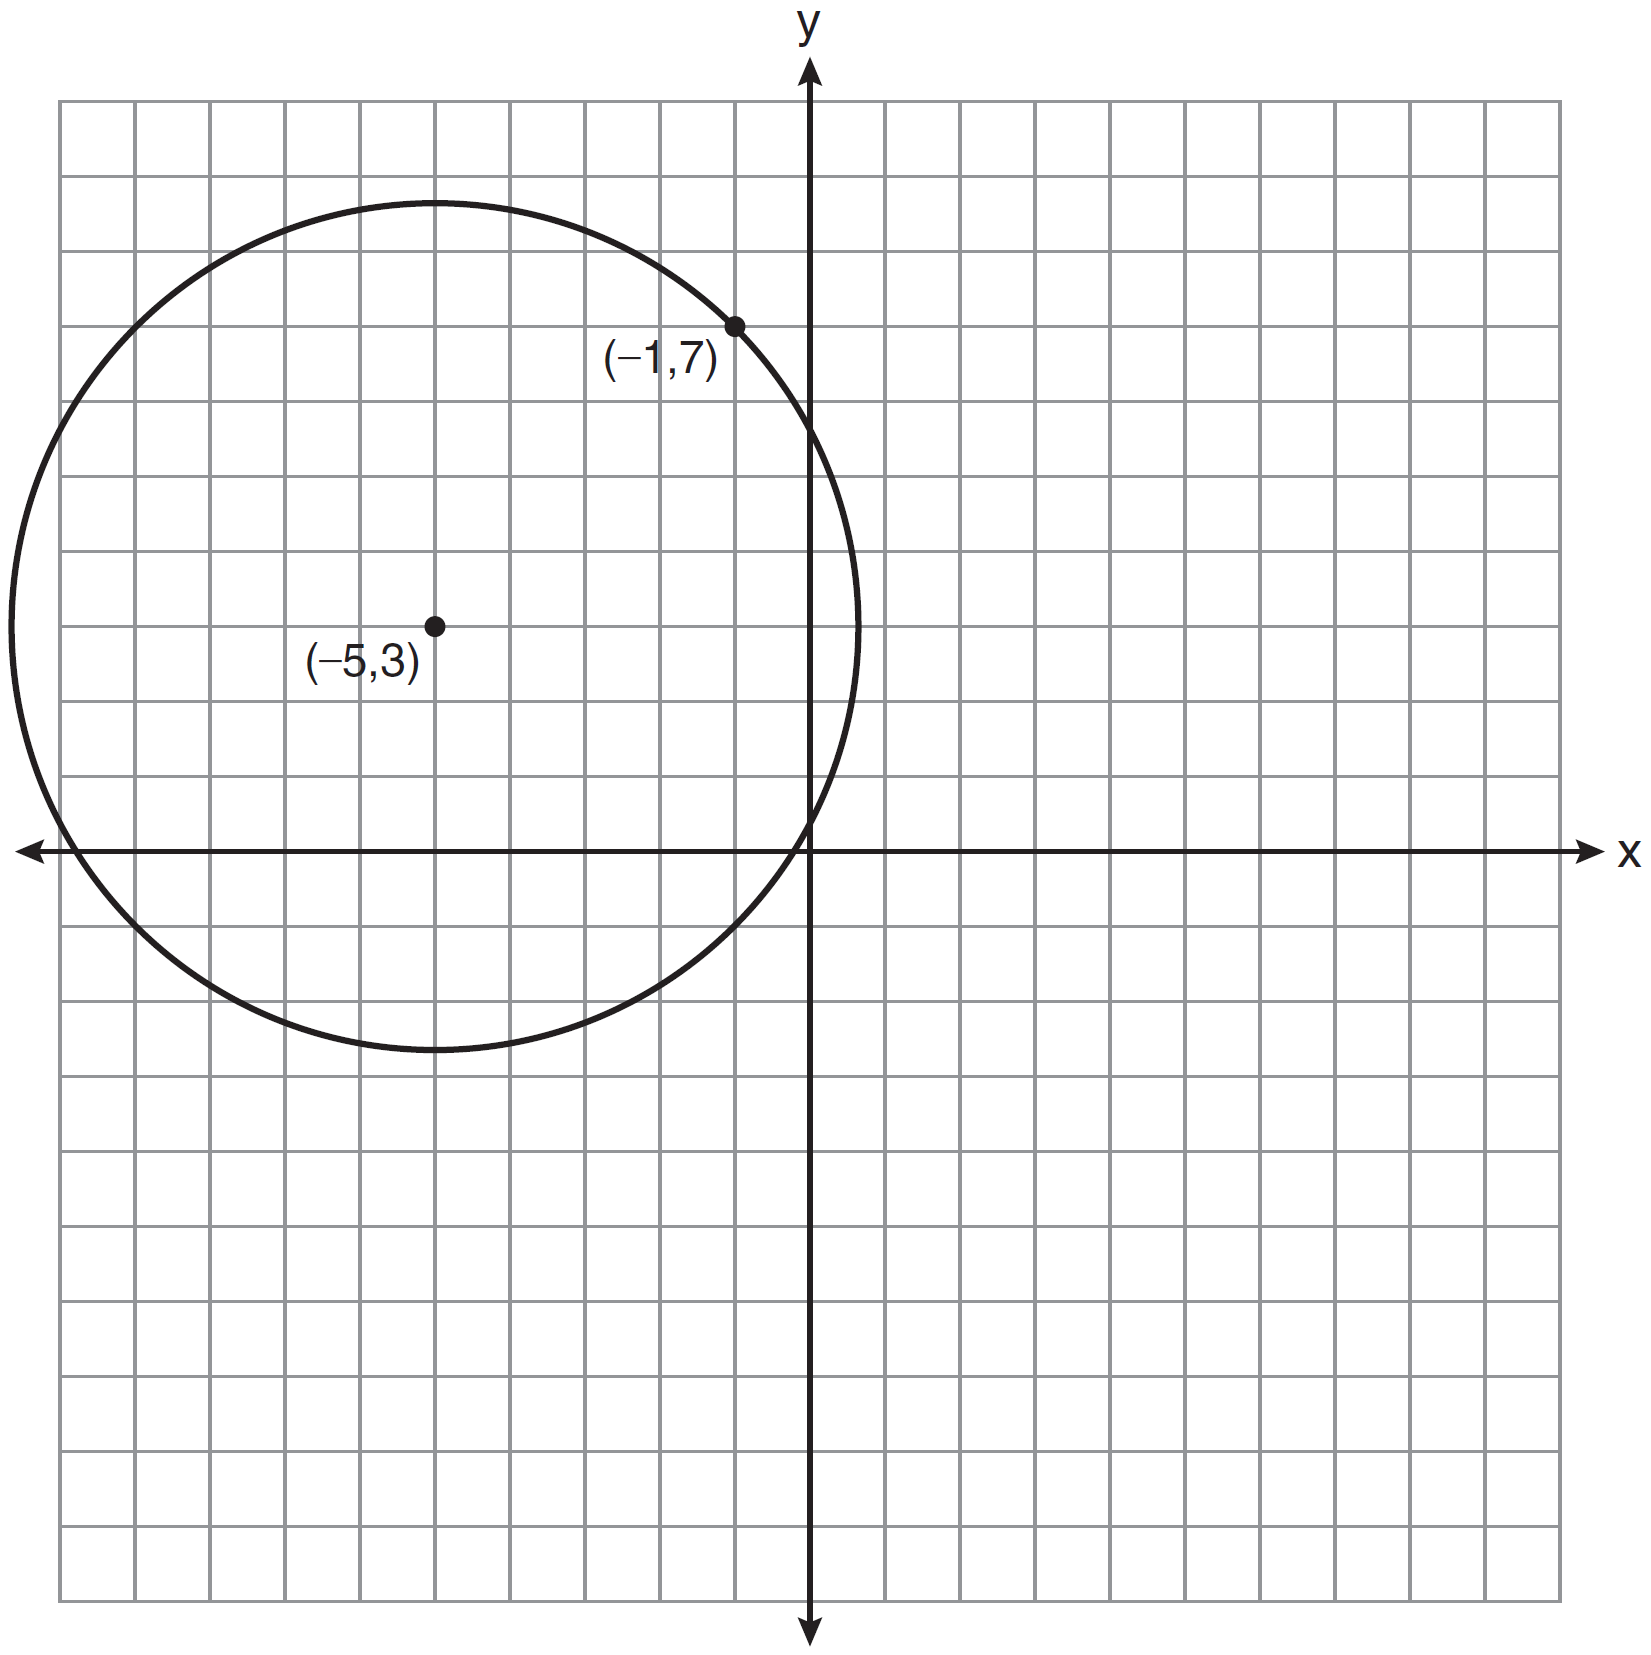 y
(–1,7)
(–5,3)
x